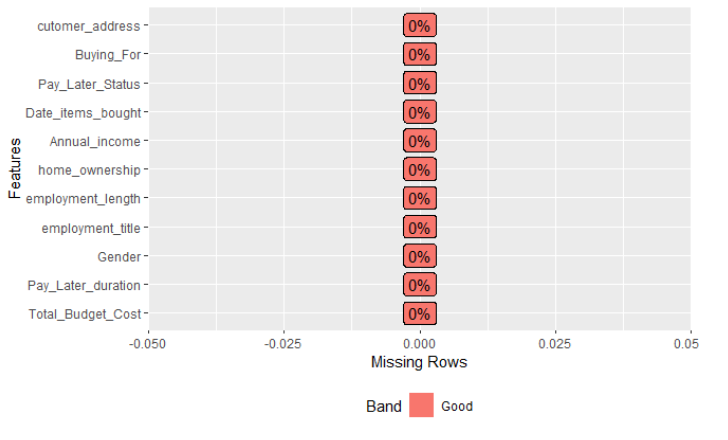 cutomer_address 0%
Buying_For 0%
Pay_Later_Status 0%
Date_items_bought 0%
Annual_income 0%
home_ownership 0%
employment_length 0%
employment_title 0%
Gender 0%
Pay_Later_duration 0%
Total_Budget_Cost 0%
Features
-0.050 -0.025 0.000 0.025 0.05
Missing Rows
Band Good